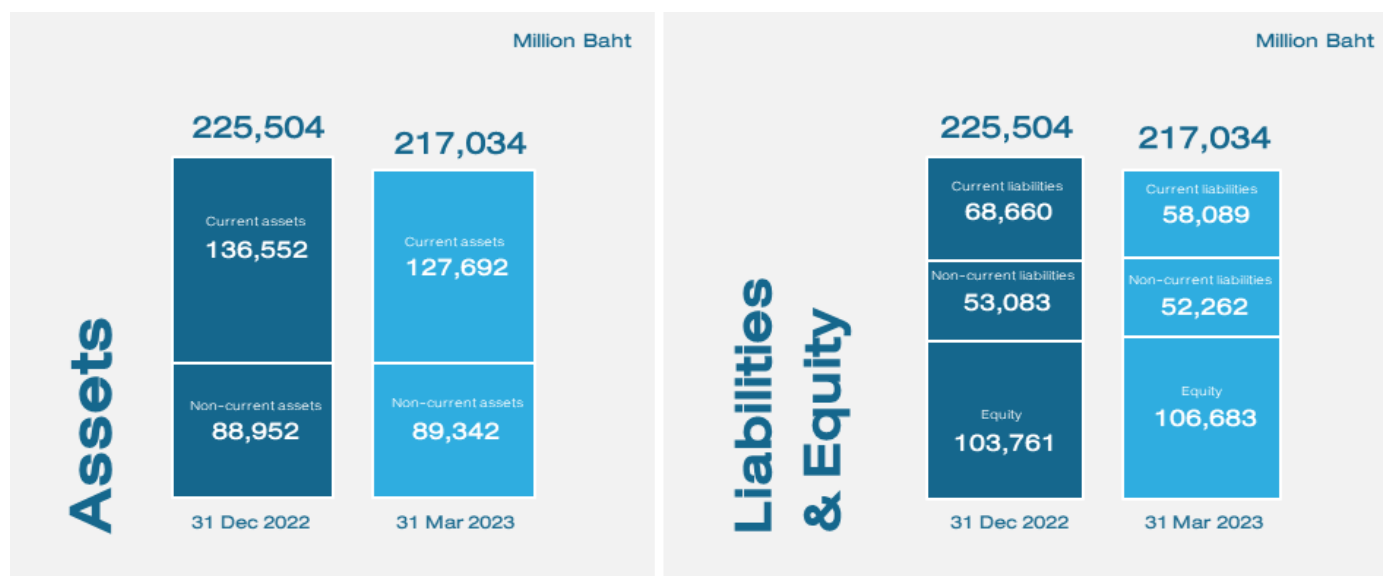 Million Baht
225,504
217,034
Current assets
136,552
Current assets
127,692
Non-current assets
88,952
Non-current assets
89,342
Assets
31 Dec 2022
31 Mar 2023
Million Baht
225,504
217,034
Current liabilities
68,660
Current liabilities
58,089
Non-current liabilities
53,083
Non-current liabilities
52,262
Equity
103,761
Equity
106,683
Liabilities
& Equity
31 Dec 2022
31 Mar 2023